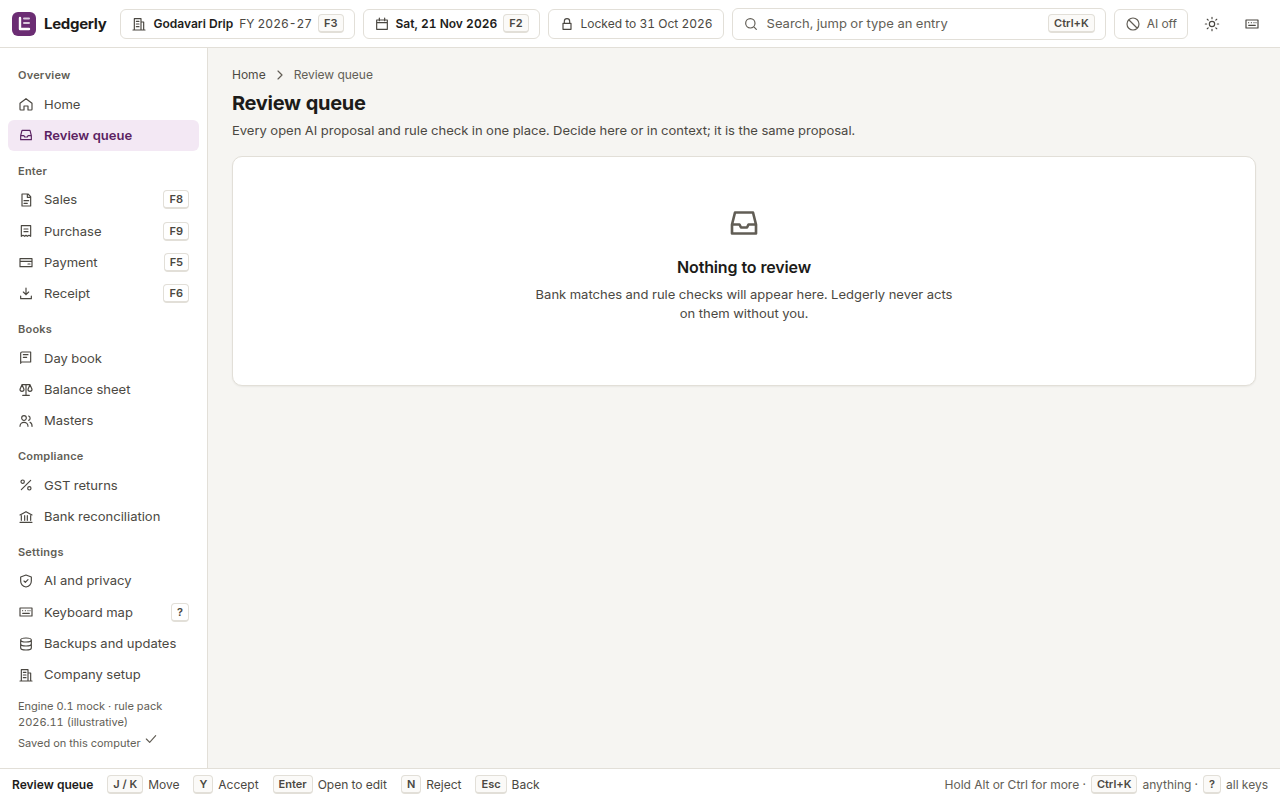 Ledgerly
Godavari Drip FY 2026-27 F3
Sat, 21 Nov 2026 F2
Locked to 31 Oct 2026
Search, jump or type an entry Ctrl+K
AI off
Overview
Home
Review queue
Enter
Sales F8
Purchase F9
Payment F5
Receipt F6
Books
Day book
Balance sheet
Masters
Compliance
GST returns
Bank reconciliation
Settings
AI and privacy
Keyboard map ?
Backups and updates
Company setup
Engine 0.1 mock · rule pack
2026.11 (illustrative)
Saved on this computer
Home Review queue
Review queue
Every open AI proposal and rule check in one place. Decide here or in context; it is the same proposal.
Nothing to review
Bank matches and rule checks will appear here. Ledgerly never acts
on them without you.
Review queue J / K Move Y Accept Enter Open to edit N Reject Esc Back
Hold Alt or Ctrl for more · Ctrl+K anything · ? all keys